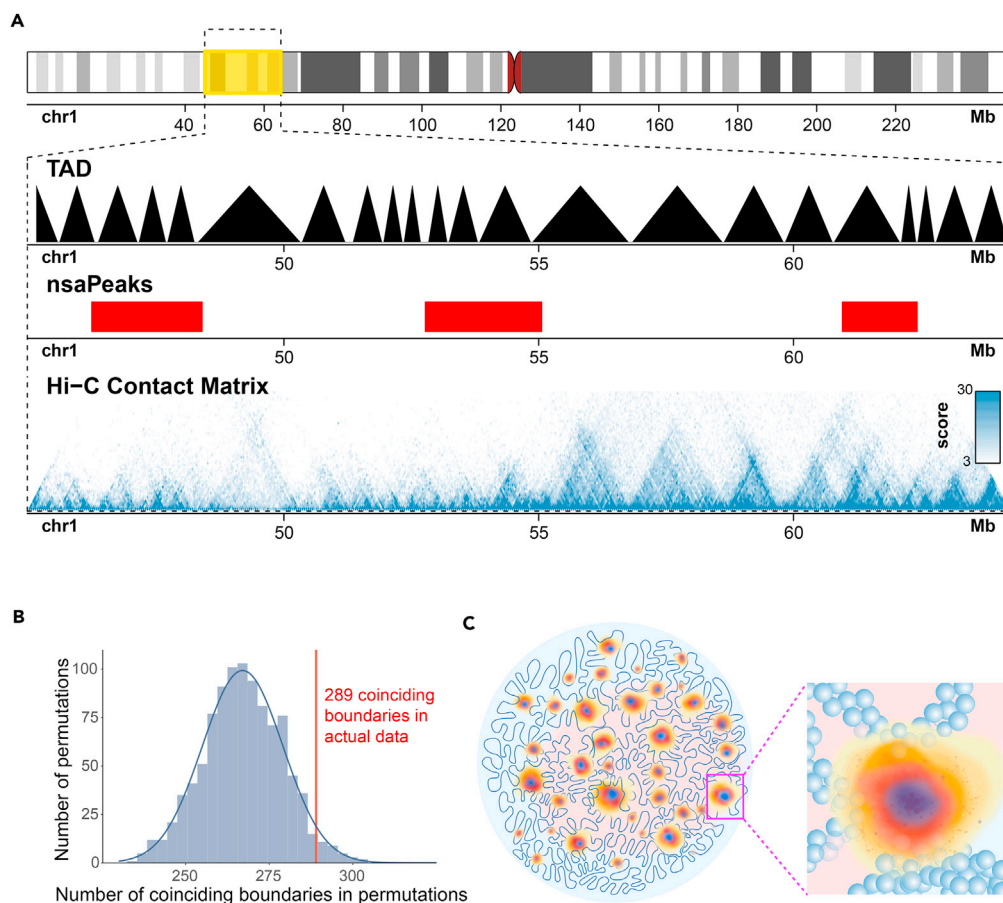 A
chr1
40 60 80 100 120 140 160 180 200 220
Mb
TAD
chr1
50 55 60
Mb
nsaPeaks
chr1
50 55 60
Mb
Hi−C Contact Matrix
30
score
3
chr1
50 55 60
Mb
B
Number of permutations
100
75
50
25
0
289 coinciding
boundaries in
actual data
250 275 300
Number of coinciding boundaries in permutations
C